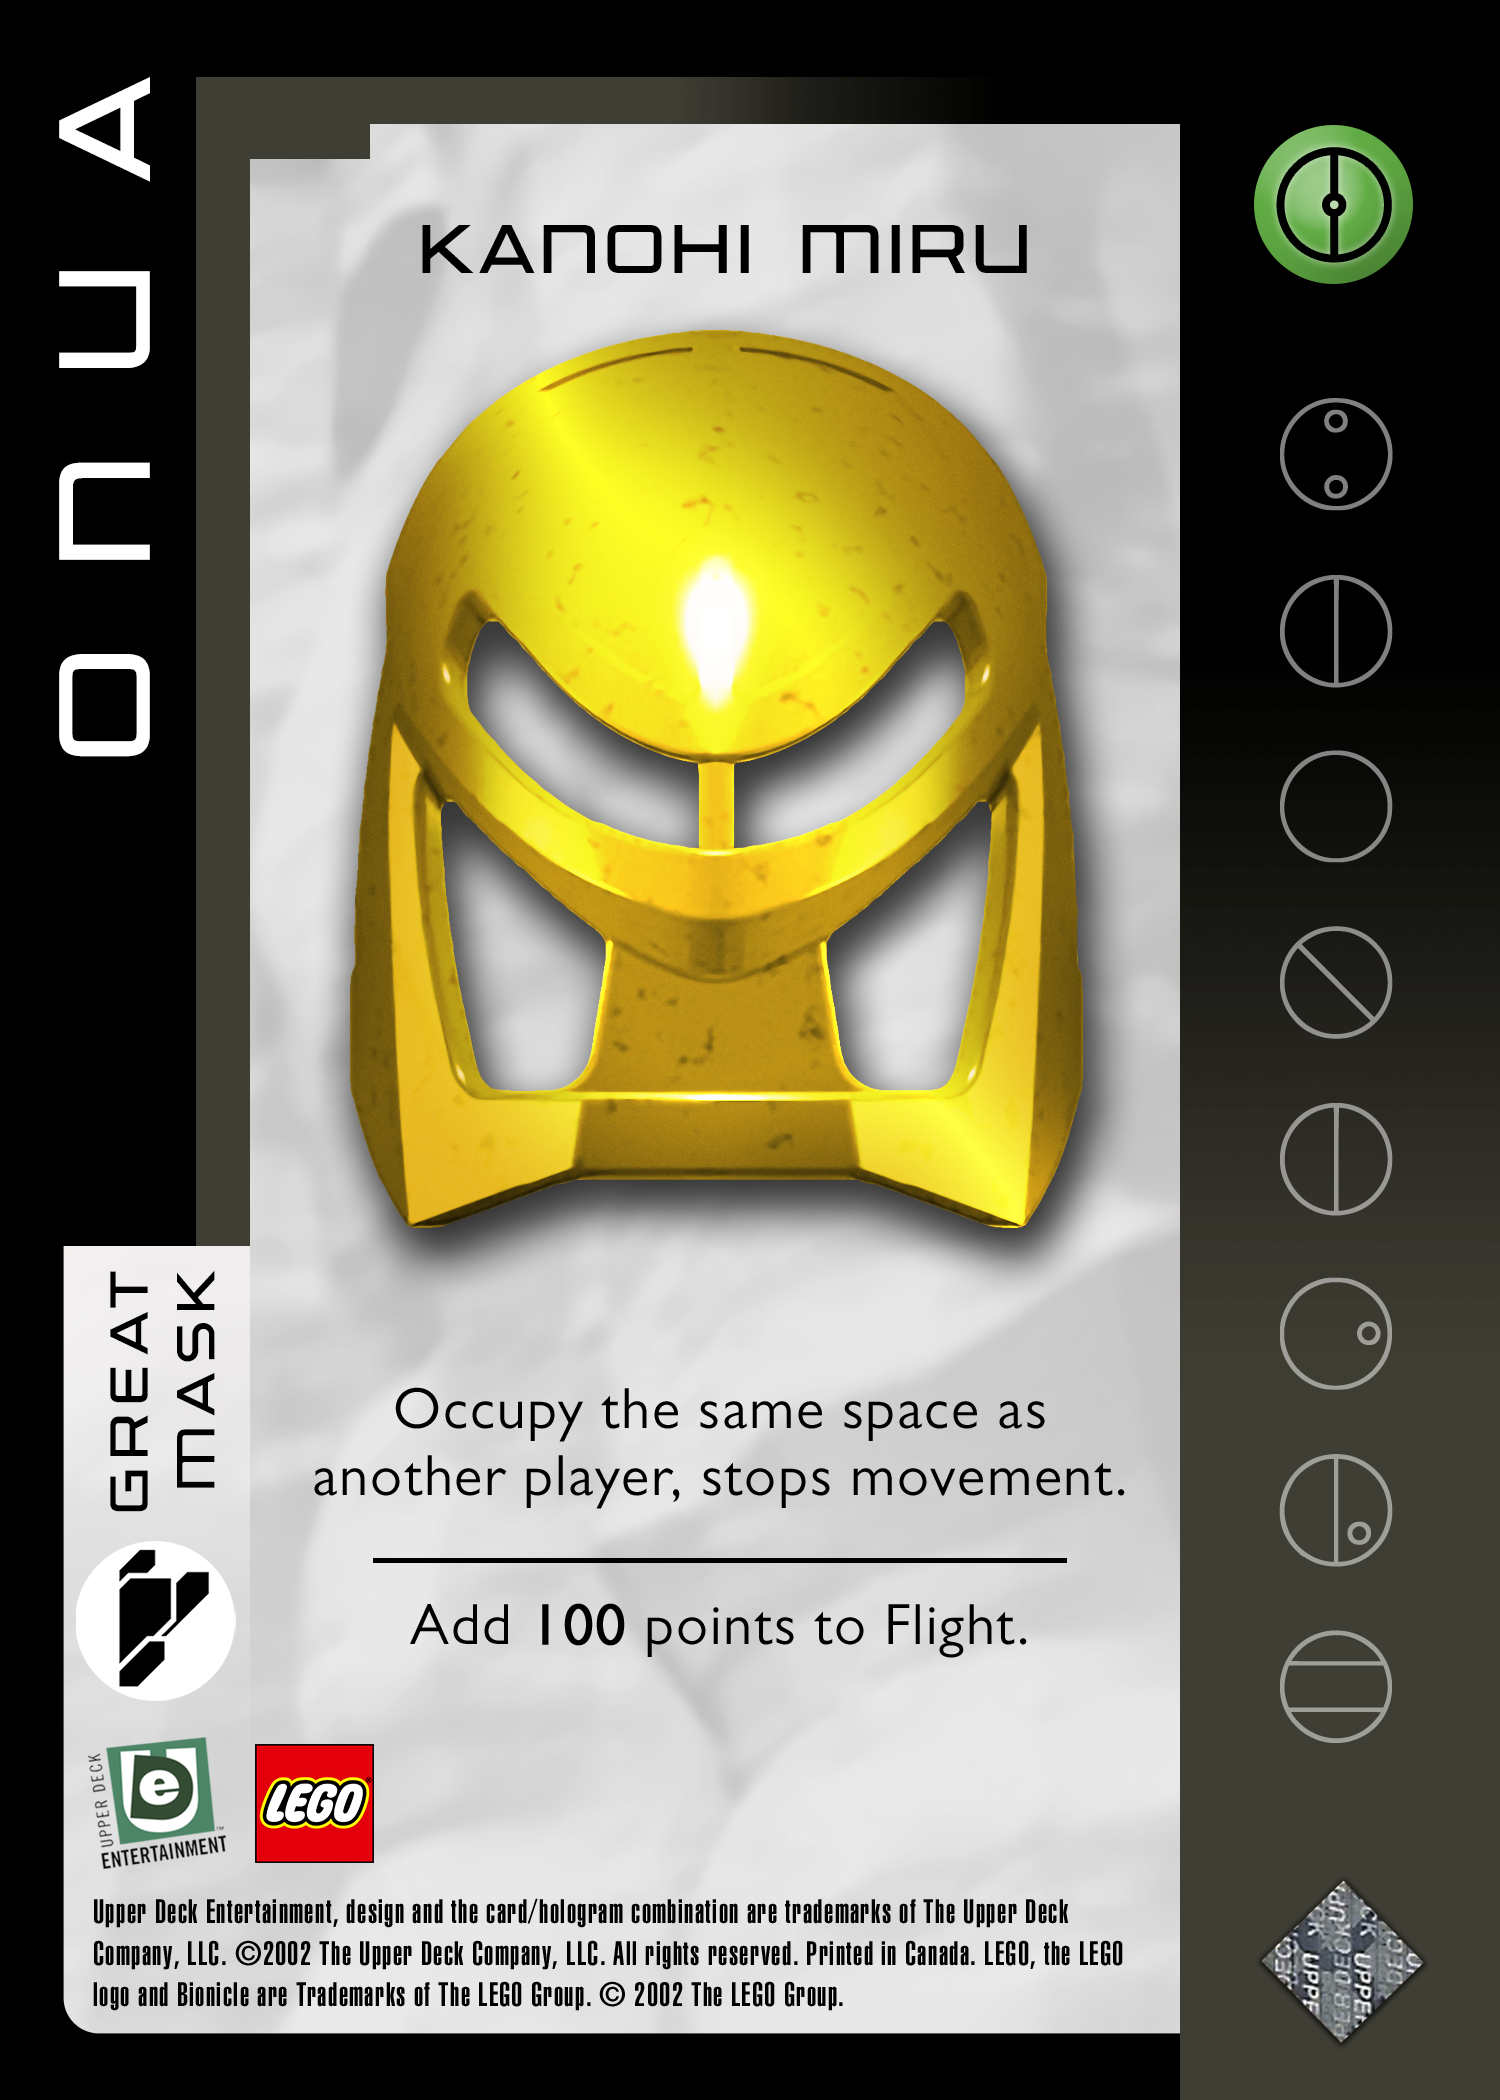 ONUA
KANOHI MIRU
Occupy the same space as
another player, stops movement.
Add 100 points to Flight.
GREAT
MASK
UPPER DECK
ENTERTAINMENT
LEGO
Upper Deck Entertainment, design and the card/hologram combination are trademarks of The Upper Deck
Company, LLC. ©2002 The Upper Deck Company, LLC. All rights reserved. Printed in Canada. LEGO, the LEGO
logo and Bionicle are Trademarks of The LEGO Group. © 2002 The LEGO Group.